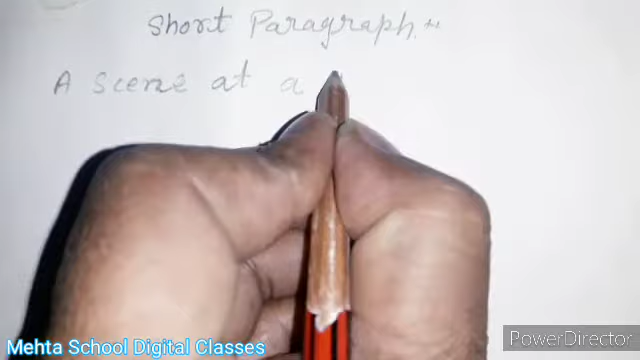 Short Paragraph :-
A scene at a
Mehta School Digital Classes
PowerDirector